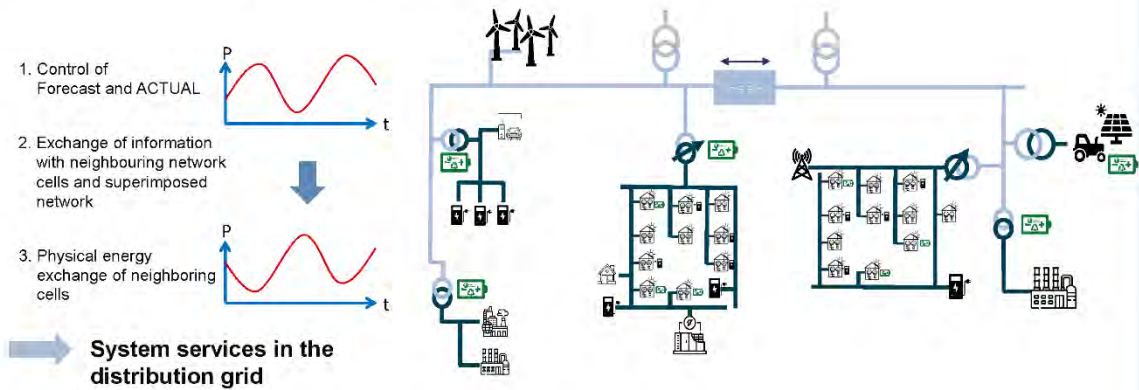 P
1. Control of
Forecast and ACTUAL
t
2. Exchange of information
with neighbouring network
cells and superimposed
network
P
3. Physical energy
exchange of neighboring
cells
t
System services in the
distribution grid